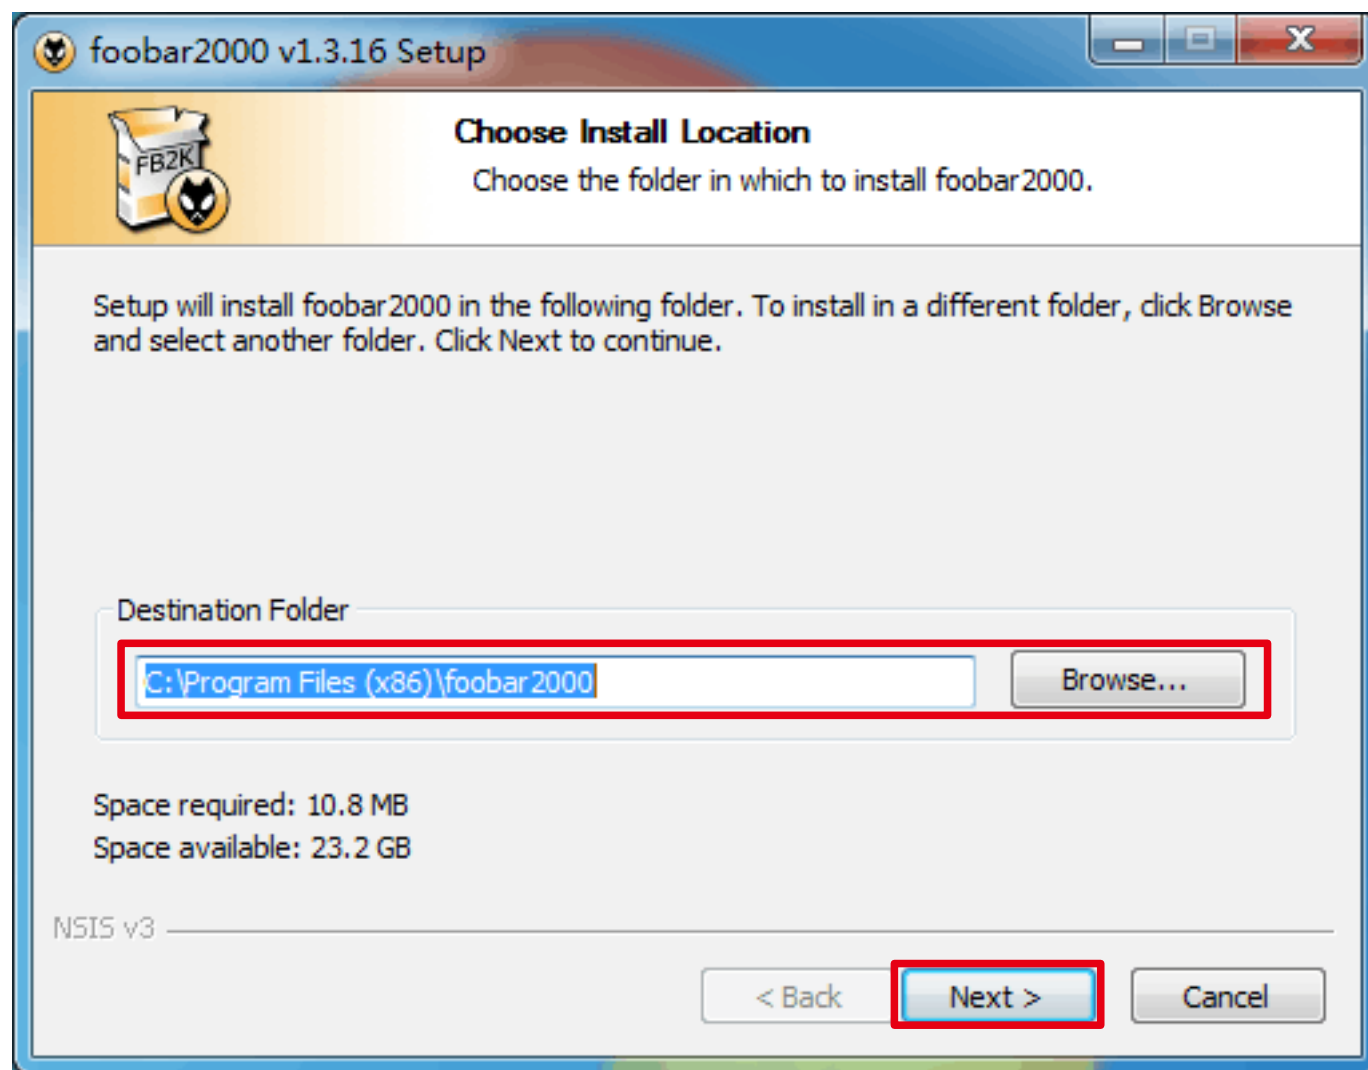 foobar2000 v1.3.16 Setup
FB2K
Choose Install Location
Choose the folder in which to install foobar2000.
Setup will install foobar2000 in the following folder. To install in a different folder, click Browse
and select another folder. Click Next to continue.
Destination Folder
C:\Program Files (x86)\foobar2000
Browse...
Space required: 10.8 MB
Space available: 23.2 GB
NSIS v3
< Back
Next >
Cancel